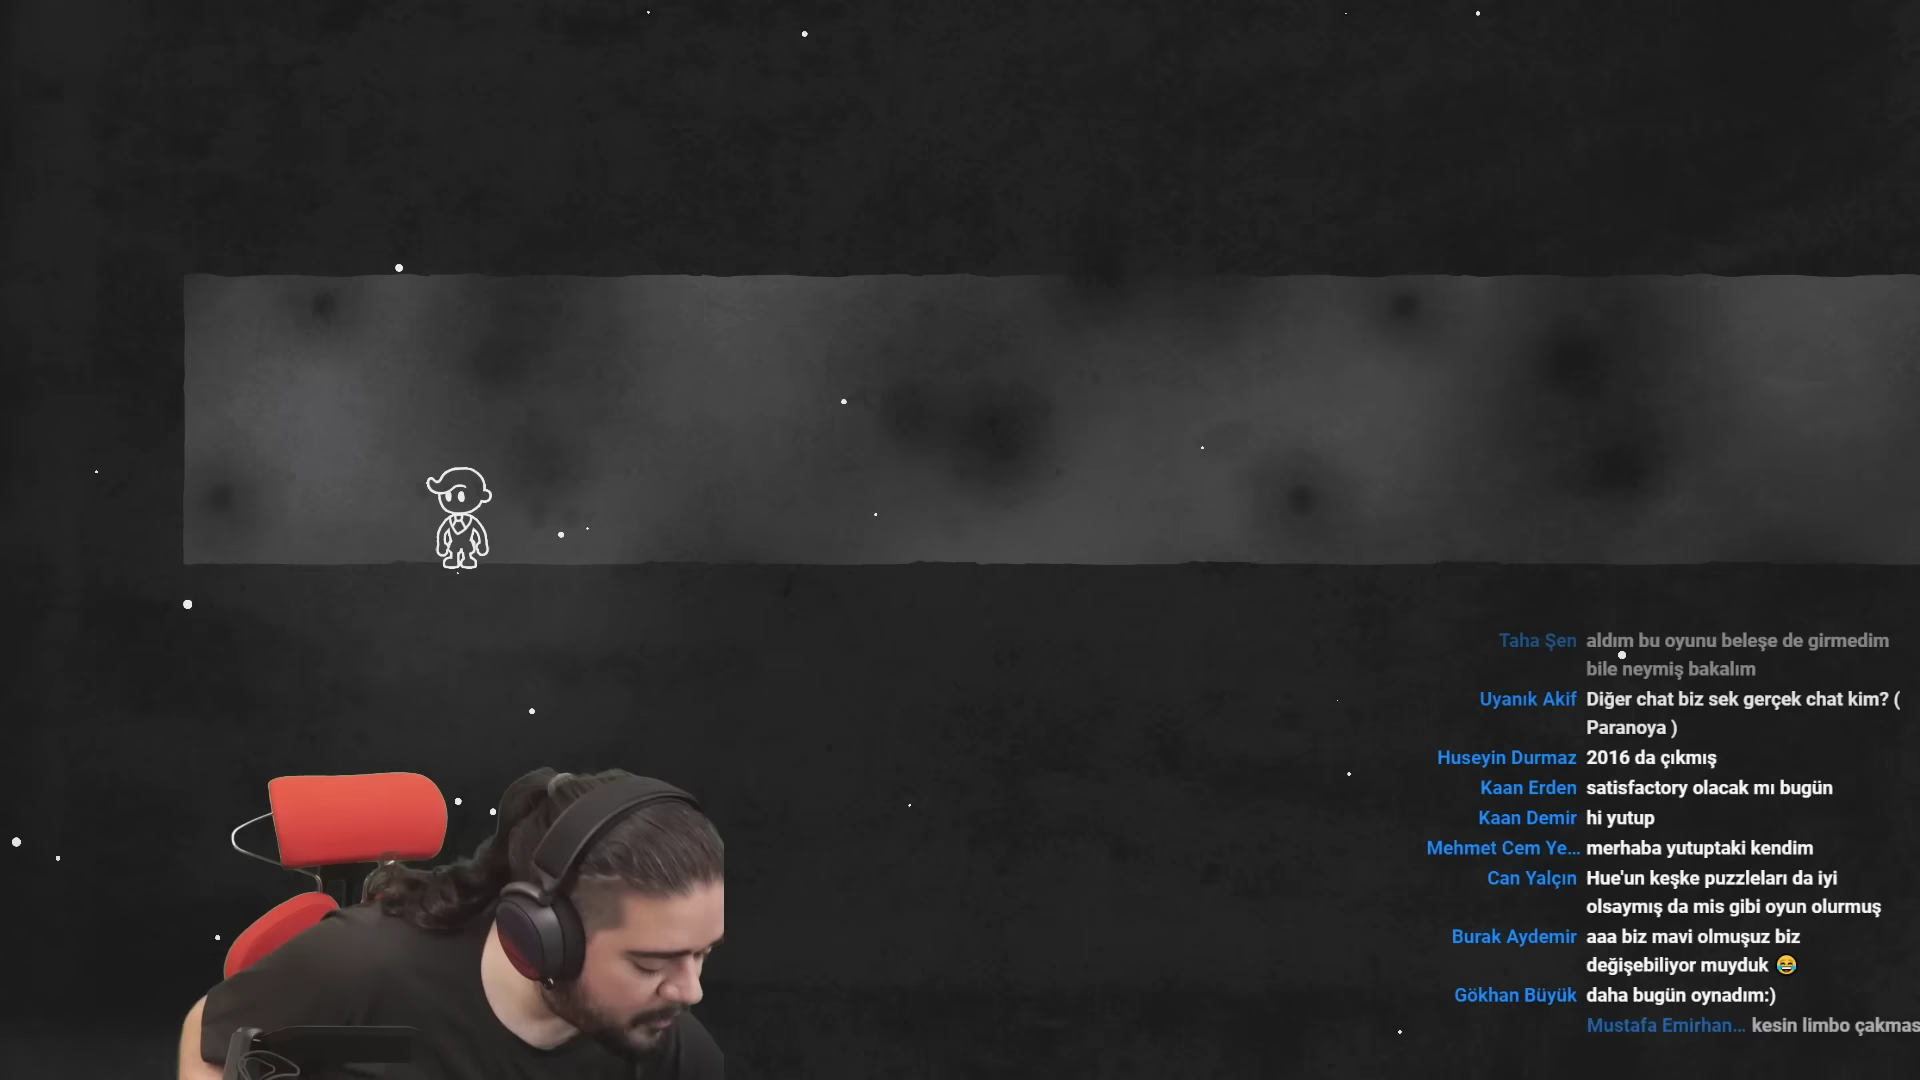 Taha Şen aldım bu oyunu beleşe de girmedim
bile neymiş bakalım
Uyanık Akif Diğer chat biz sek gerçek chat kim? (
Paranoya )
Huseyin Durmaz 2016 da çıkmış
Kaan Erden satisfactory olacak mı bugün
Kaan Demir hi yutup
Mehmet Cem Ye... merhaba yutuptaki kendim
Can Yalçın Hue'un keşke puzzleları da iyi
olsaymış da mis gibi oyun olurmuş
Burak Aydemir aaa biz mavi olmuşuz biz
değişebiliyor muyduk 😂
Gökhan Büyük daha bugün oynadım:)
Mustafa Emirhan... kesin limbo çakmas